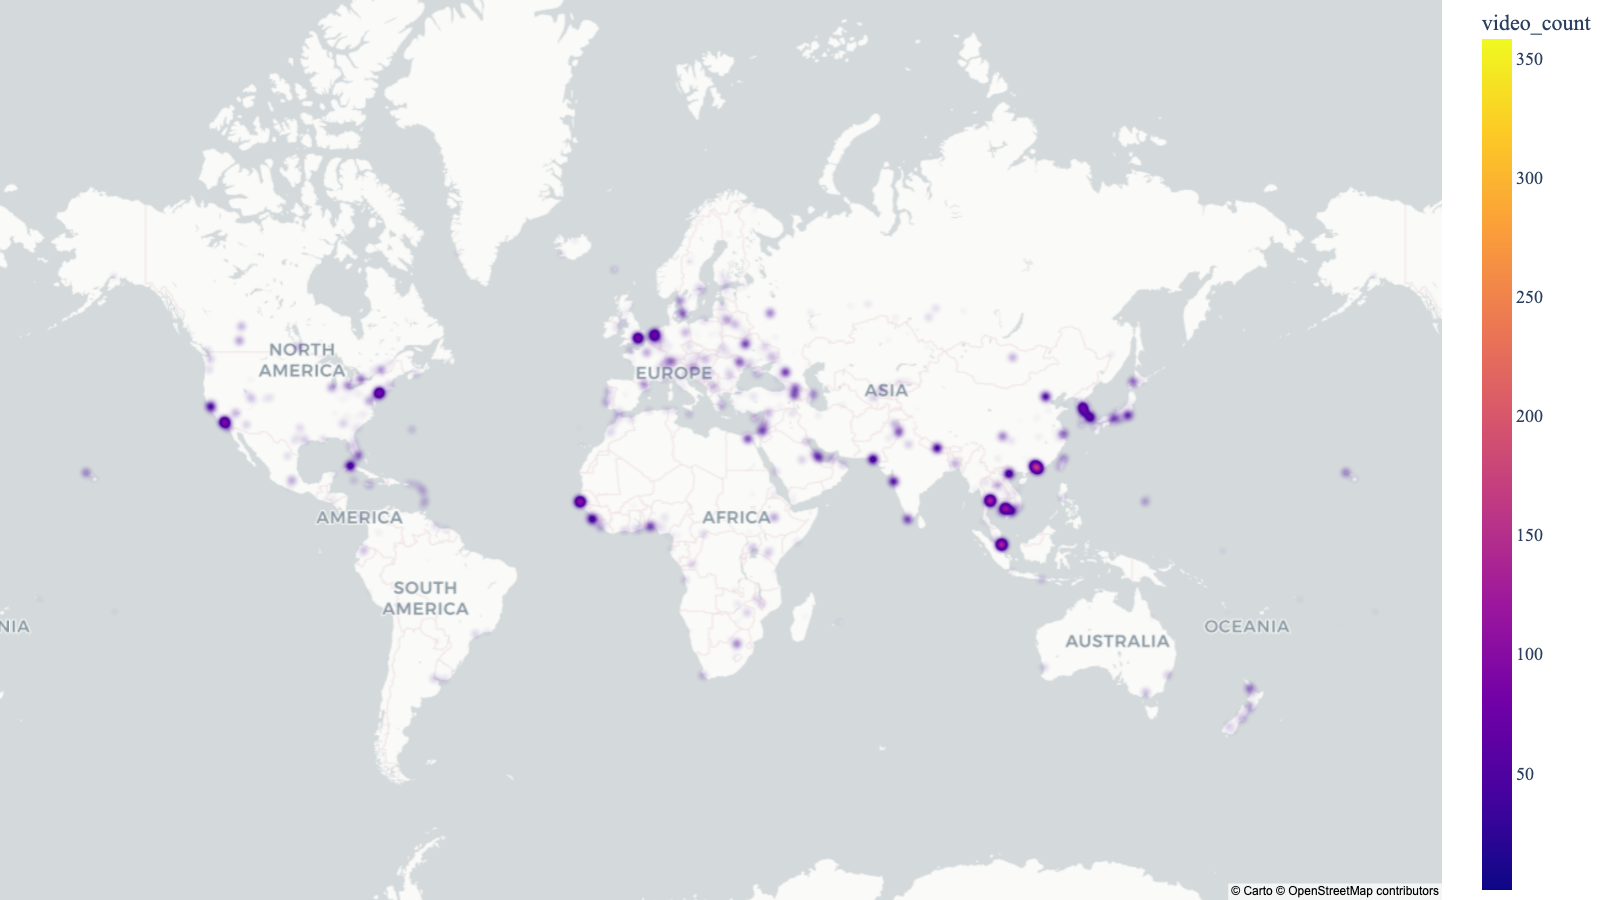 video_count
350
300
250
200
150
100
50
NORTH
AMERICA
EUROPE
ASIA
AMERICA
AFRICA
SOUTH
AMERICA
NIA
AUSTRALIA
OCEANIA
© Carto © OpenStreetMap contributors